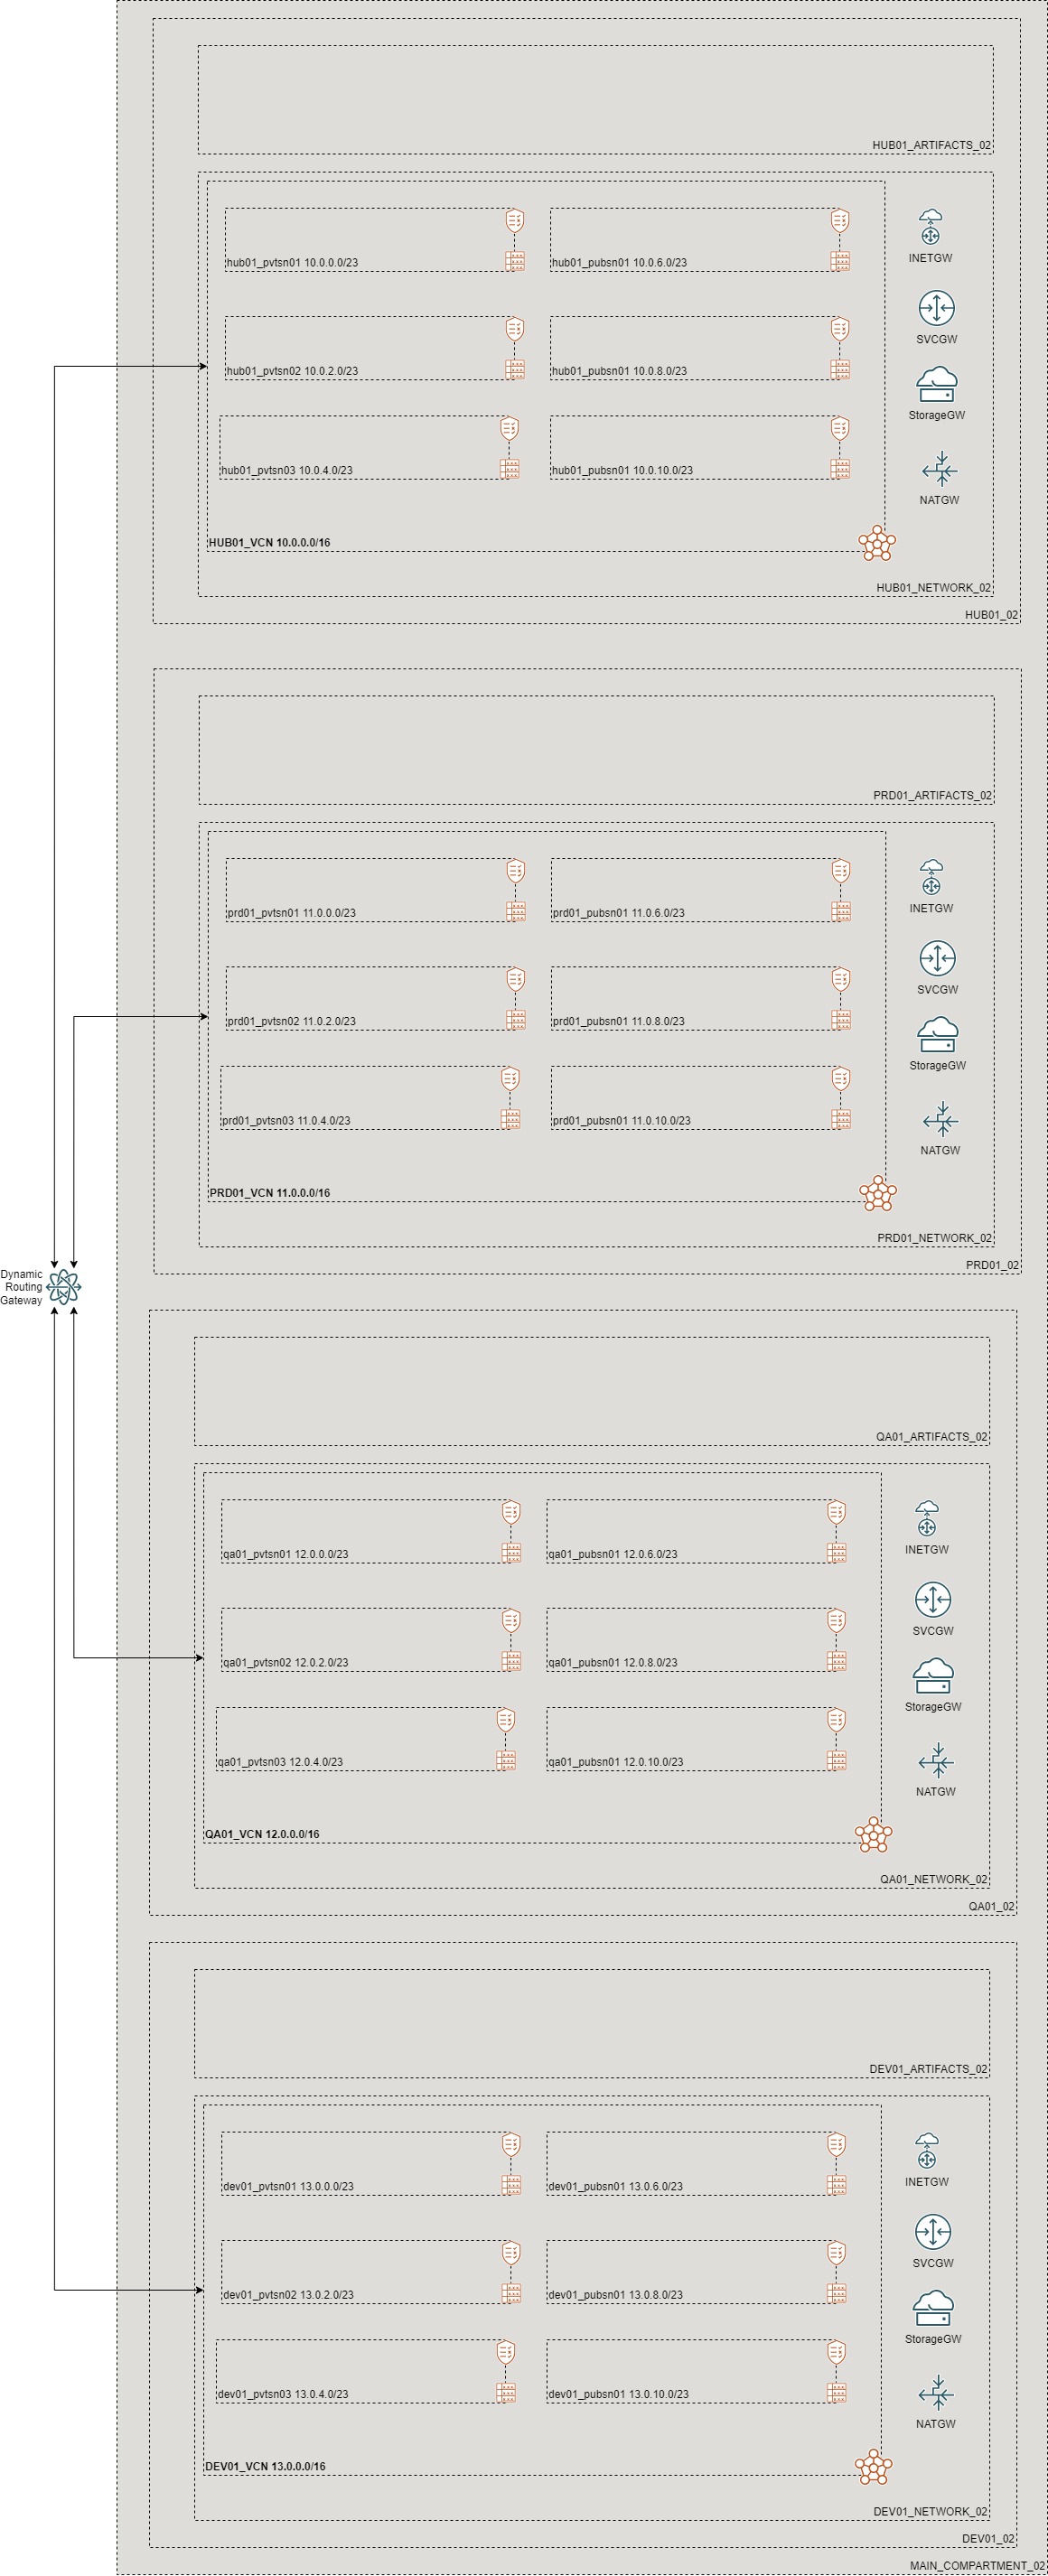 HUB01_ARTIFACTS_02
hub01_pvtsn01 10.0.0.0/23
hub01_pubsn01 10.0.6.0/23
INETGW
SVCGW
hub01_pvtsn02 10.0.2.0/23
hub01_pubsn01 10.0.8.0/23
StorageGW
hub01_pvtsn03 10.0.4.0/23
hub01_pubsn01 10.0.10.0/23
NATGW
HUB01_VCN 10.0.0.0/16
HUB01_NETWORK_02
HUB01_02
PRD01_ARTIFACTS_02
prd01_pvtsn01 11.0.0.0/23
prd01_pubsn01 11.0.6.0/23
INETGW
SVCGW
prd01_pvtsn02 11.0.2.0/23
prd01_pubsn01 11.0.8.0/23
StorageGW
prd01_pvtsn03 11.0.4.0/23
prd01_pubsn01 11.0.10.0/23
NATGW
PRD01_VCN 11.0.0.0/16
PRD01_NETWORK_02
PRD01_02
Dynamic
Routing
Gateway
QA01_ARTIFACTS_02
qa01_pvtsn01 12.0.0.0/23
qa01_pubsn01 12.0.6.0/23
INETGW
SVCGW
qa01_pvtsn02 12.0.2.0/23
qa01_pubsn01 12.0.8.0/23
StorageGW
qa01_pvtsn03 12.0.4.0/23
qa01_pubsn01 12.0.10.0/23
NATGW
QA01_VCN 12.0.0.0/16
QA01_NETWORK_02
QA01_02
DEV01_ARTIFACTS_02
dev01_pvtsn01 13.0.0.0/23
dev01_pubsn01 13.0.6.0/23
INETGW
SVCGW
dev01_pvtsn02 13.0.2.0/23
dev01_pubsn01 13.0.8.0/23
StorageGW
dev01_pvtsn03 13.0.4.0/23
dev01_pubsn01 13.0.10.0/23
NATGW
DEV01_VCN 13.0.0.0/16
DEV01_NETWORK_02
DEV01_02
MAIN_COMPARTMENT_02